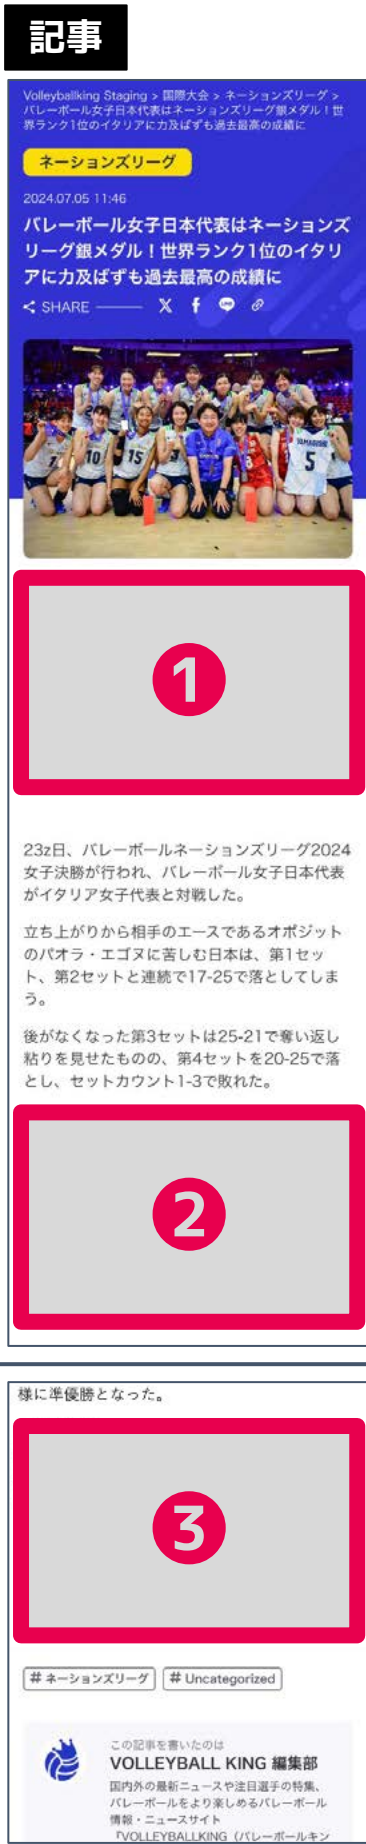 記事
Volleyballking Staging > 国際大会 > ネーションズリーグ >
バレーボール女子日本代表はネーションズリーグ銀メダル！世
界ランク1位のイタリアに力及ばずも過去最高の成績に
ネーションズリーグ
2024.07.05 11:46
バレーボール女子日本代表はネーションズ
リーグ銀メダル！世界ランク1位のイタリ
アに力及ばずも過去最高の成績に
SHARE
LINE
7 10 15 3 8 YAMAGISHI 5
1
23z日、バレーボールネーションズリーグ2024
女子決勝が行われ、バレーボール女子日本代表
がイタリア女子代表と対戦した。
立ち上がりから相手のエースであるオポジット
のパオラ・エゴヌに苦しむ日本は、第1セッ
ト、第2セットと連続で17-25で落としてしま
う。
後がなくなった第3セットは25-21で奪い返し
粘りを見せたものの、第4セットを20-25で落
とし、セットカウント1-3で敗れた。
2
様に準優勝となった。
3
# ネーションズリーグ # Uncategorized
この記事を書いたのは
VOLLEYBALL KING 編集部
国内外の最新ニュースや注目選手の特集、
バレーボールをより楽しめるバレーボール
情報・ニュースサイト
『VOLLEYBALLKING（バレーボールキン